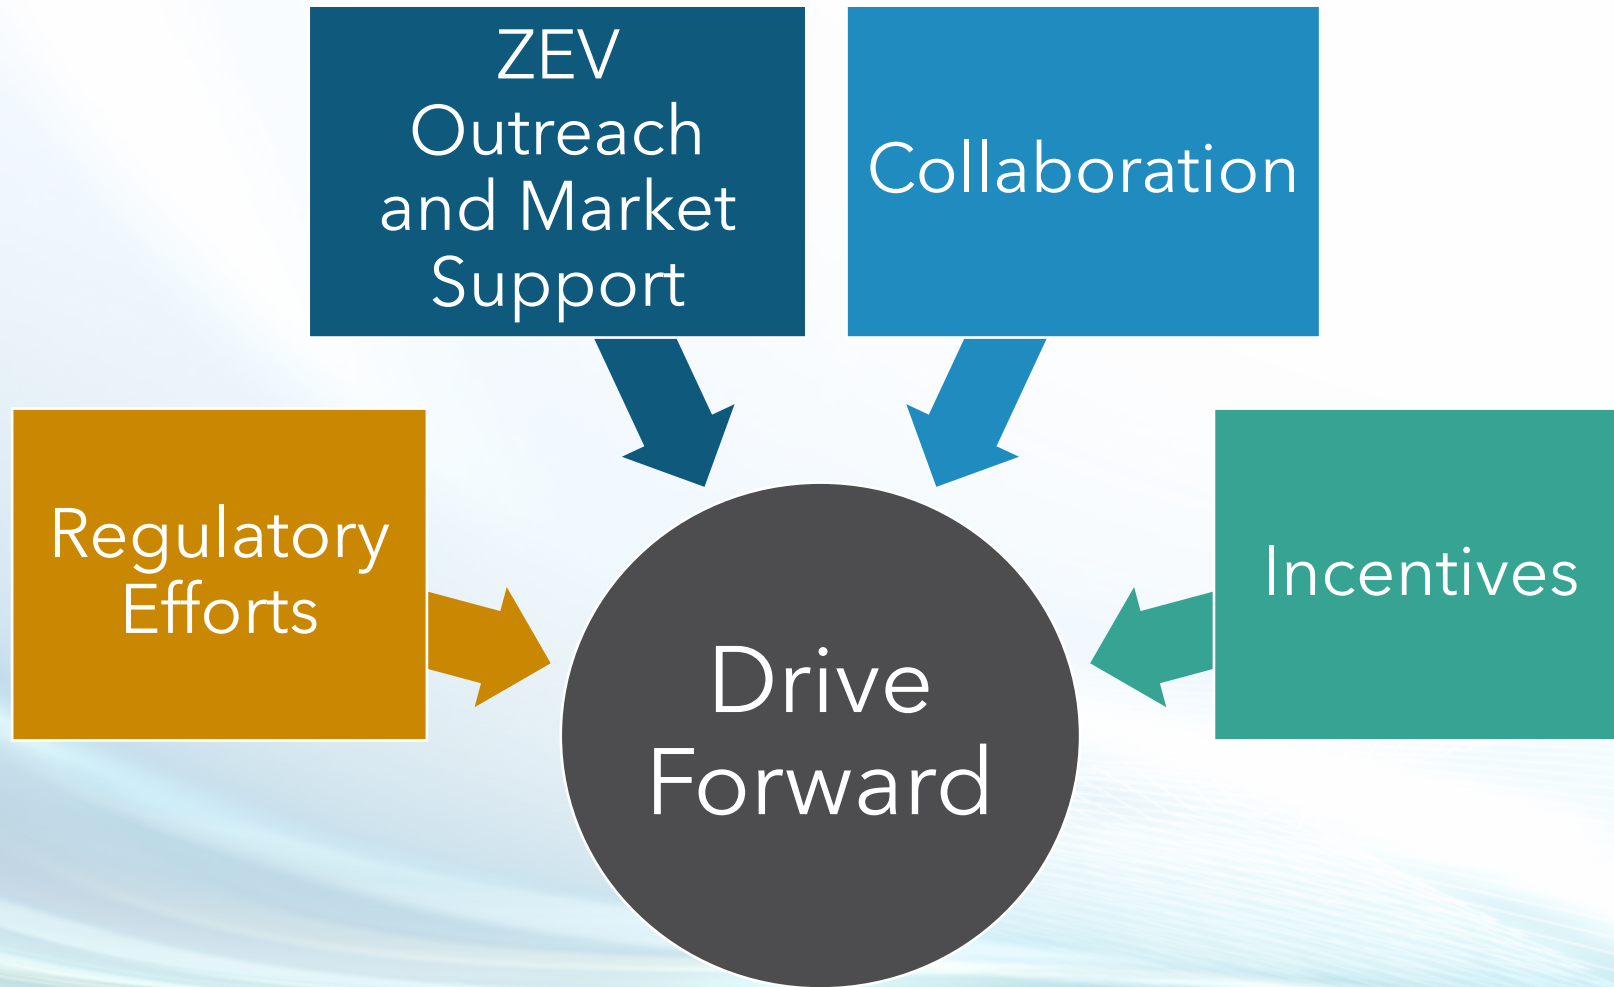 ZEV
Outreach
and Market
Support
Collaboration
Regulatory
Efforts
Incentives
Drive
Forward